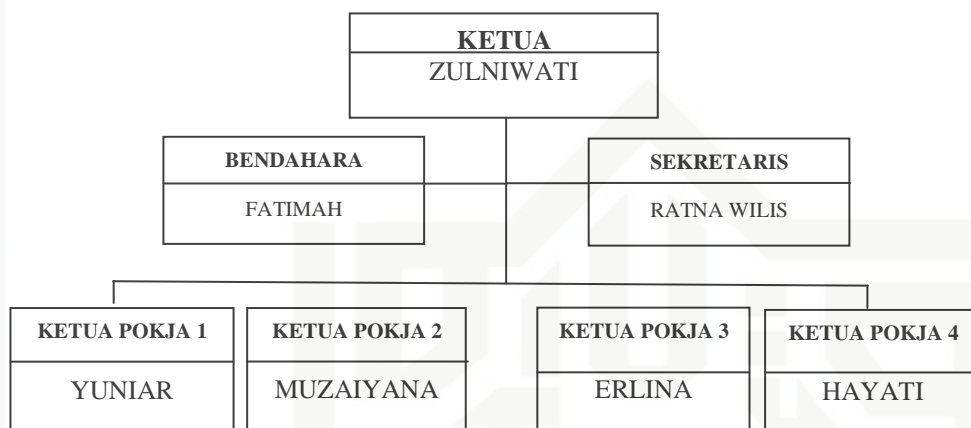 KETUA
ZULNIWATI
BENDAHARA
FATIMAH
SEKRETARIS
RATNA WILIS
KETUA POKJA 1
YUNIAR
KETUA POKJA 2
MUZAIYANA
KETUA POKJA 3
ERLINA
KETUA POKJA 4
HAYATI